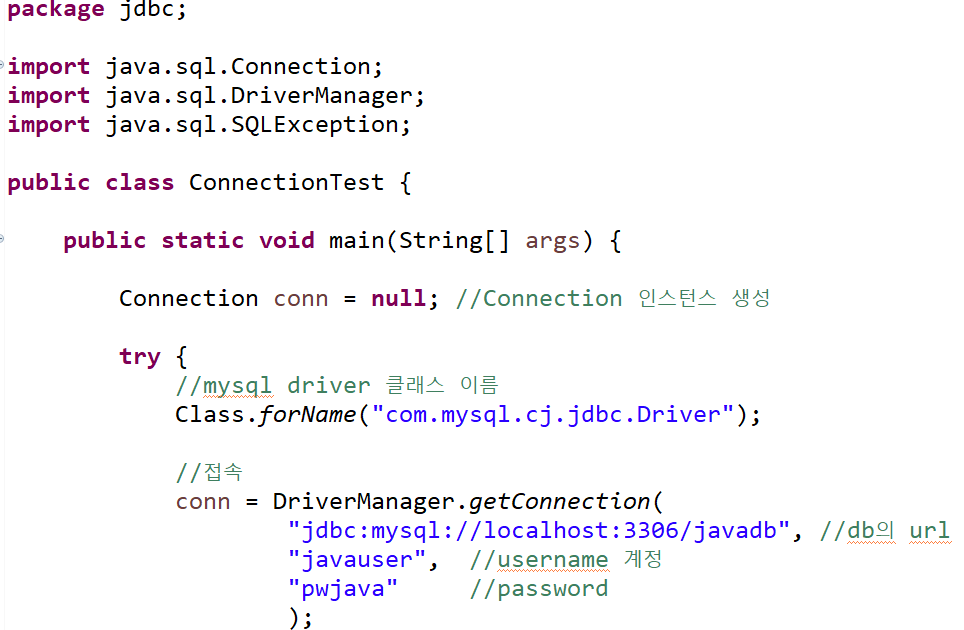 package jdbc;
import java.sql.Connection;
import java.sql.DriverManager;
import java.sql.SQLException;
public class ConnectionTest {
public static void main(String[] args) {
Connection conn = null; //Connection 인스턴스 생성
try {
//mysql driver 클래스 이름
Class.forName("com.mysql.cj.jdbc.Driver");
//접속
conn = DriverManager.getConnection(
"jdbc:mysql://localhost:3306/javadb", //db의 url
"javauser", //username 계정
"pwjava" //password
);